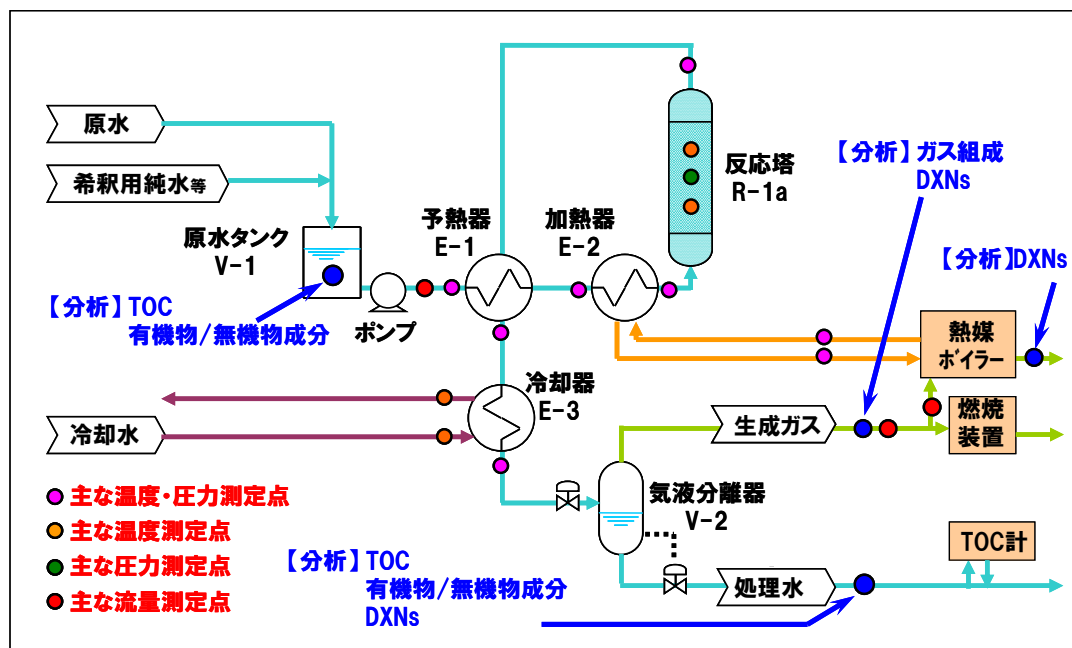 原水
希釈用純水等
原水タンク
V-1
【分析】TOC
有機物/無機物成分
ポンプ
予熱器
E-1
加熱器
E-2
反応塔
R-1a
【分析】ガス組成
DXNs
【分析】DXNs
熱媒
ボイラー
燃焼
装置
生成ガス
冷却器
E-3
冷却水
気液分離器
V-2
主な温度・圧力測定点
主な温度測定点
主な圧力測定点
主な流量測定点
【分析】TOC
有機物/無機物成分
DXNs
処理水
TOC計